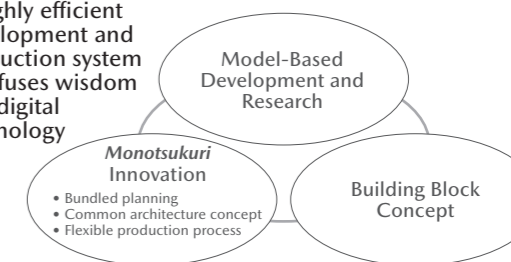 ghly efficient
lopment and
uction system
fuses wisdom
digital
nology
Model-Based
Development and
Research
Monotsukuri
Innovation
• Bundled planning
• Common architecture concept
• Flexible production process
Building Block
Concept